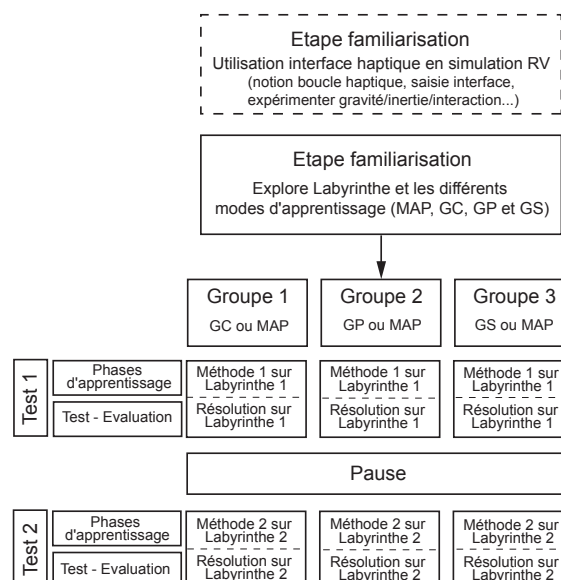 Etape familiarisation
Utilisation interface haptique en simulation RV
(notion boucle haptique, saisie interface,
expérimenter gravité/inertie/interaction...)
Etape familiarisation
Explore Labyrinthe et les différents
modes d'apprentissage (MAP, GC, GP et GS)
Groupe 1
GC ou MAP
Groupe 2
GP ou MAP
Groupe 3
GS ou MAP
Test 1
Phases
d'apprentissage
Méthode 1 sur
Labyrinthe 1
Méthode 1 sur
Labyrinthe 1
Méthode 1 sur
Labyrinthe 1
Test - Evaluation
Résolution sur
Labyrinthe 1
Résolution sur
Labyrinthe 1
Résolution sur
Labyrinthe 1
Pause
Test 2
Phases
d'apprentissage
Méthode 2 sur
Labyrinthe 2
Méthode 2 sur
Labyrinthe 2
Méthode 2 sur
Labyrinthe 2
Test - Evaluation
Résolution sur
Labyrinthe 2
Résolution sur
Labyrinthe 2
Résolution sur
Labyrinthe 2